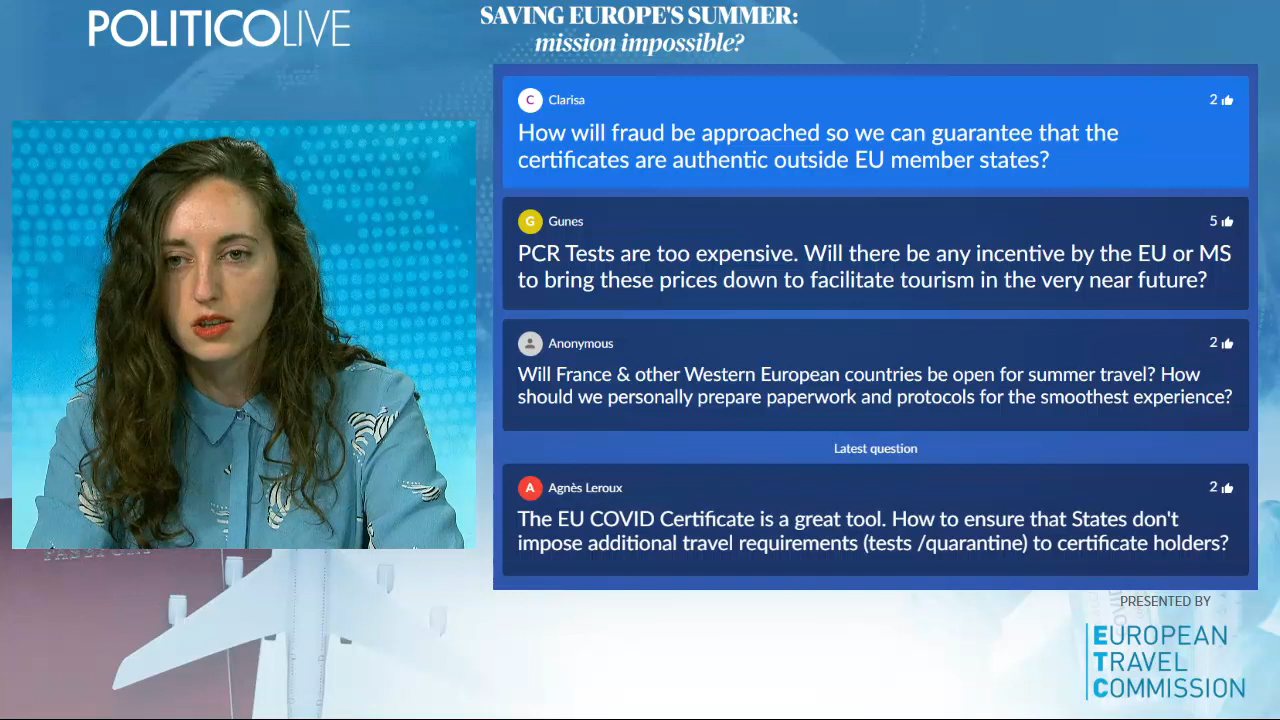 POLITICOLIVE
SAVING EUROPE'S SUMMER:
mission impossible?
C Clarisa 2
How will fraud be approached so we can guarantee that the
certificates are authentic outside EU member states?
G Gunes 5
PCR Tests are too expensive. Will there be any incentive by the EU or MS
to bring these prices down to facilitate tourism in the very near future?
Anonymous 2
Will France & other Western European countries be open for summer travel? How
should we personally prepare paperwork and protocols for the smoothest experience?
Latest question
A Agnès Leroux 2
The EU COVID Certificate is a great tool. How to ensure that States don't
impose additional travel requirements (tests /quarantine) to certificate holders?
PRESENTED BY
EUROPEAN
TRAVEL
COMMISSION